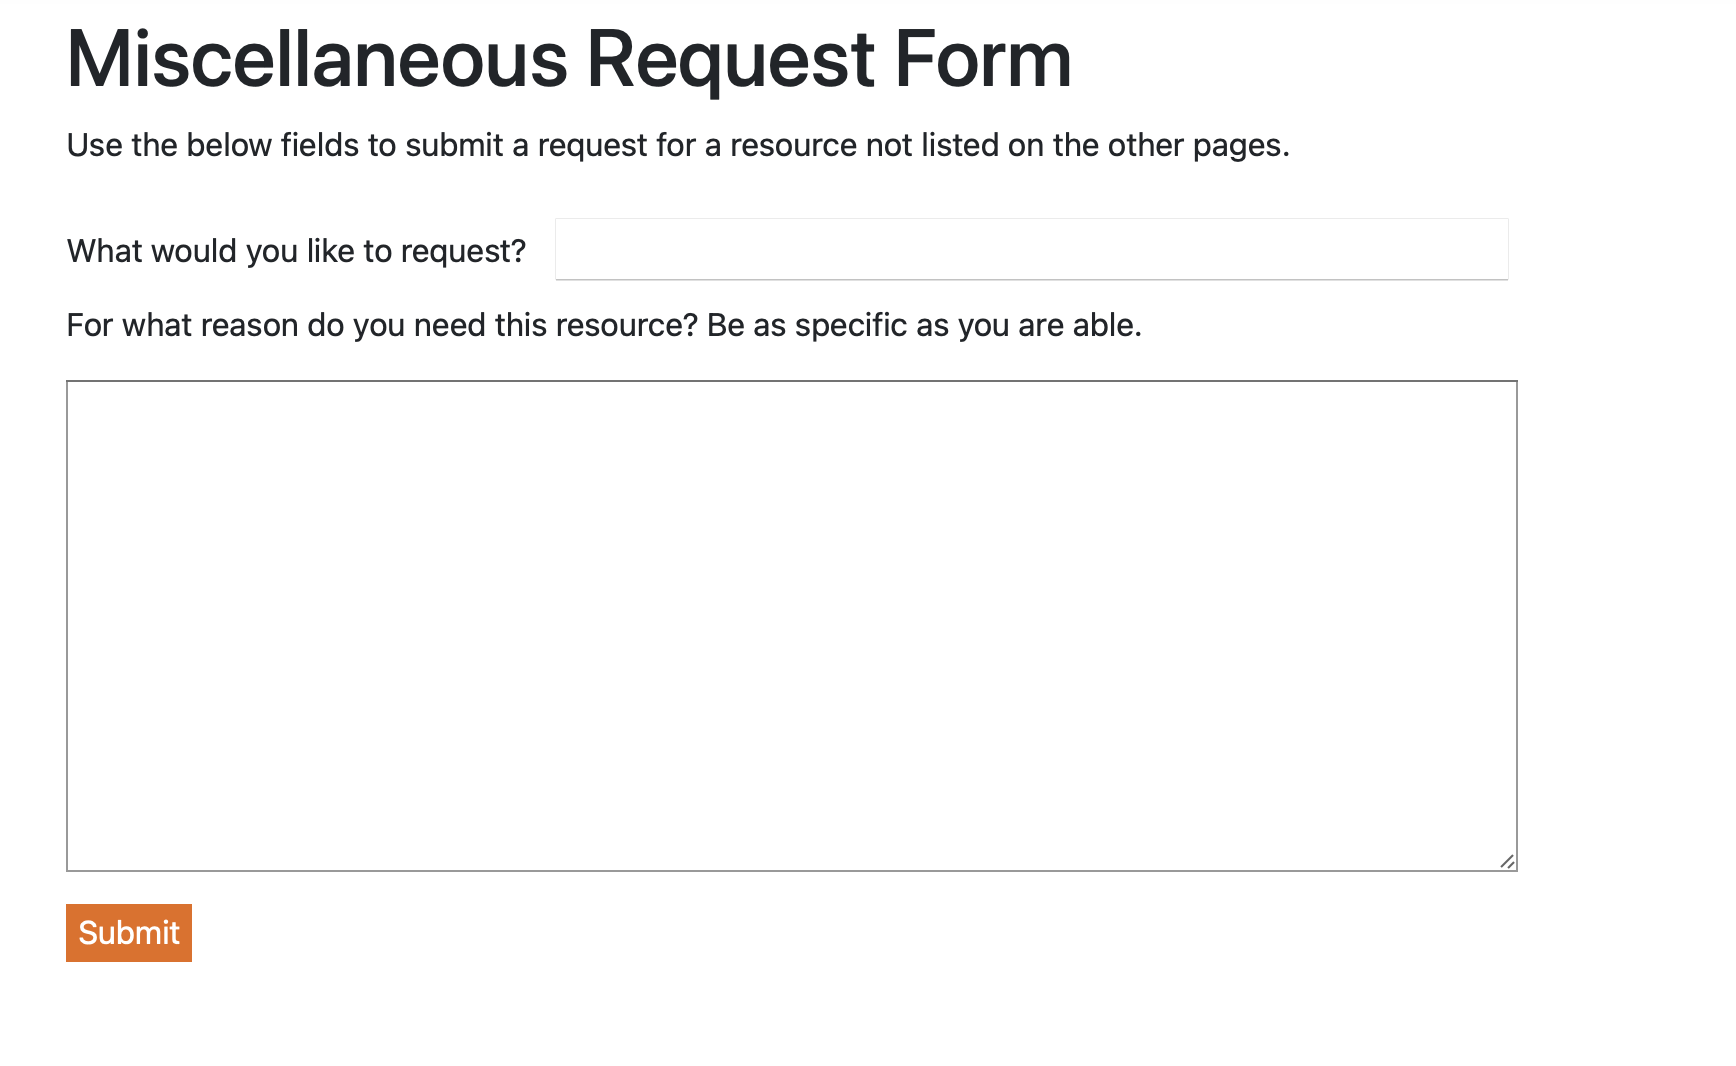 Miscellaneous Request Form
Use the below fields to submit a request for a resource not listed on the other pages.
What would you like to request?
For what reason do you need this resource? Be as specific as you are able.
Submit